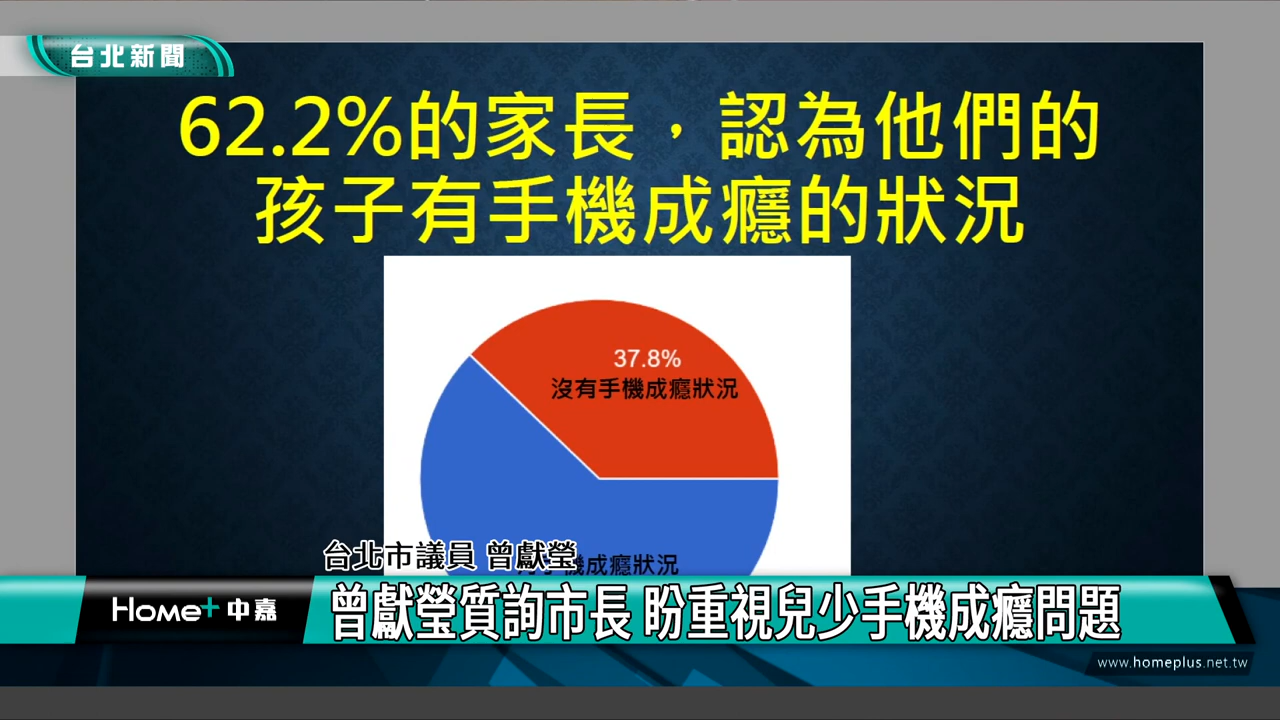 台北新聞
62.2%的家長，認為他們的
孩子有手機成癮的狀況
37.8%
沒有手機成癮狀況
機成癮狀況
台北市議員 曾獻瑩
Home+ 中嘉
曾獻瑩質詢市長 盼重視兒少手機成癮問題
www.homeplus.net.tw